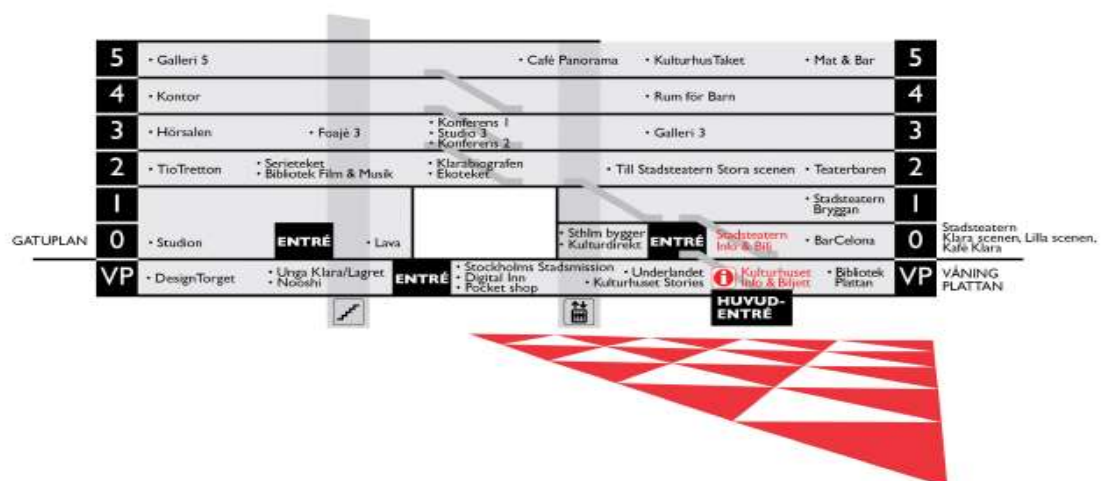 5 • Galleri 5 • Café Panorama • KulturhusTaket • Mat & Bar 5
4 • Kontor • Rum för Barn 4
3 • Hörsalen • Foajé 3 • Konferens 1 • Galleri 3 3
• Studio 3
• Konferens 2
2 • TioTretton • Serieteket • Klarabiografen • Till Stadsteatern Stora scenen • Teaterbaren 2
• Bibliotek Film & Musik • Ekoteket
1 • Stadsteatern 1
Bryggan
GATUPLAN 0 • Studion ENTRÉ • Lava • Sthlm bygger ENTRÉ Stadsteatern • BarCelona 0 Stadsteatern
• Kulturdirekt Info & Bilj Klara scenen, Lilla scenen,
Kafé Klara
VP • DesignTorget • Unga Klara/Lagret ENTRÉ • Stockholms Stadsmission • Underlandet i Kulturhuset • Bibliotek VP VÅNING
• Nooshi • Digital Inn • Kulturhuset Stories Info & Biljett Plattan PLATTAN
• Pocket shop
HUVUD-
ENTRÉ